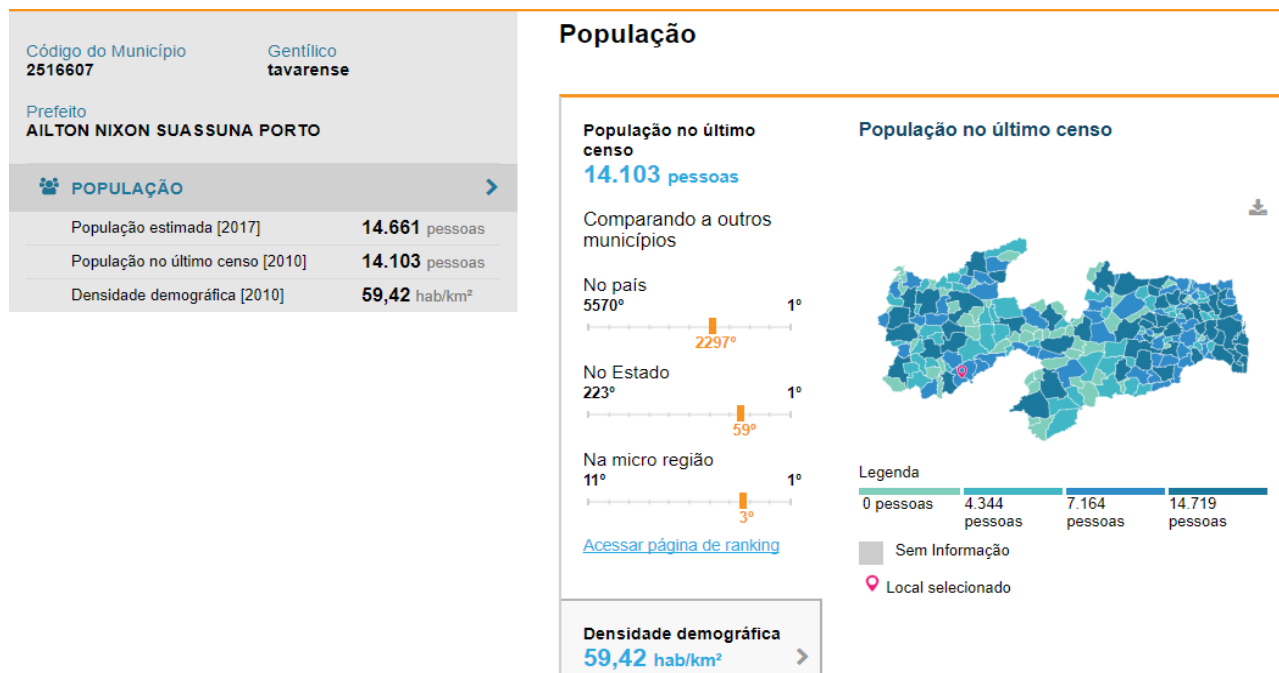 Código do Município Gentílico
2516607 tavarense
Prefeito
AILTON NIXON SUASSUNA PORTO
POPULAÇÃO
População estimada [2017] 14.661 pessoas
População no último censo [2010] 14.103 pessoas
Densidade demográfica [2010] 59,42 hab/km²
População
População no último
censo
14.103 pessoas
Comparando a outros
municípios
No país
5570º 1º
2297º
No Estado
223º 1º
59º
Na micro região
11º 1º
3º
Acessar página de ranking
Densidade demográfica
59,42 hab/km²
População no último censo
Legenda
0 pessoas 4.344 pessoas 7.164 pessoas 14.719 pessoas
Sem Informação
Local selecionado